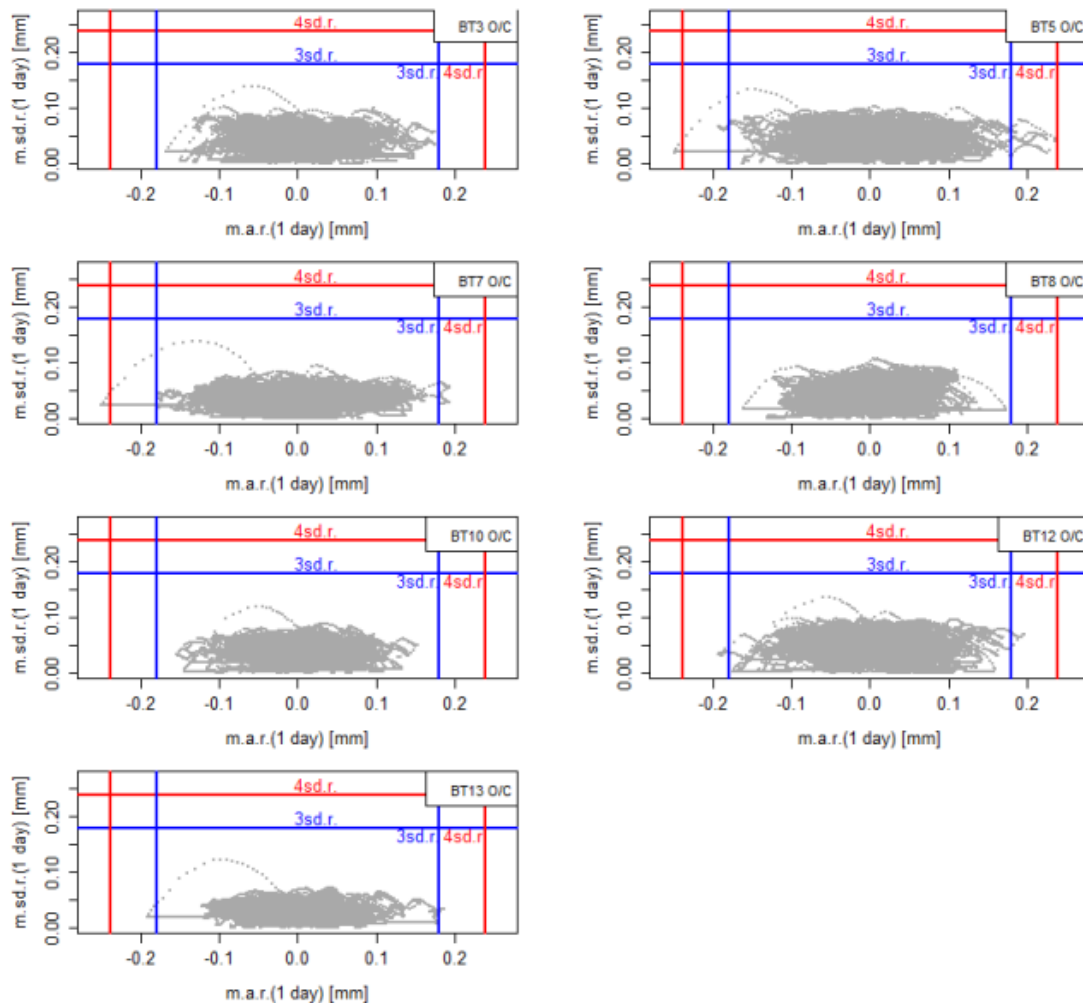 4sd.r.
BT3 O/C
3sd.r.
3sd.r. 4sd.r
m.sd.r.(1 day) [mm]
0.00 0.10 0.20
-0.2 -0.1 0.0 0.1 0.2
m.a.r.(1 day) [mm]
4sd.r.
BT5 O/C
3sd.r.
3sd.r. 4sd.r
m.sd.r.(1 day) [mm]
0.00 0.10 0.20
-0.2 -0.1 0.0 0.1 0.2
m.a.r.(1 day) [mm]
4sd.r.
BT7 O/C
3sd.r.
3sd.r. 4sd.r
m.sd.r.(1 day) [mm]
0.00 0.10 0.20
-0.2 -0.1 0.0 0.1 0.2
m.a.r.(1 day) [mm]
4sd.r.
BT8 O/C
3sd.r.
3sd.r. 4sd.r
m.sd.r.(1 day) [mm]
0.00 0.10 0.20
-0.2 -0.1 0.0 0.1 0.2
m.a.r.(1 day) [mm]
4sd.r.
BT10 O/C
3sd.r.
3sd.r. 4sd.r
m.sd.r.(1 day) [mm]
0.00 0.10 0.20
-0.2 -0.1 0.0 0.1 0.2
m.a.r.(1 day) [mm]
4sd.r.
BT12 O/C
3sd.r.
3sd.r. 4sd.r
m.sd.r.(1 day) [mm]
0.00 0.10 0.20
-0.2 -0.1 0.0 0.1 0.2
m.a.r.(1 day) [mm]
4sd.r.
BT13 O/C
3sd.r.
3sd.r. 4sd.r
m.sd.r.(1 day) [mm]
0.00 0.10 0.20
-0.2 -0.1 0.0 0.1 0.2
m.a.r.(1 day) [mm]